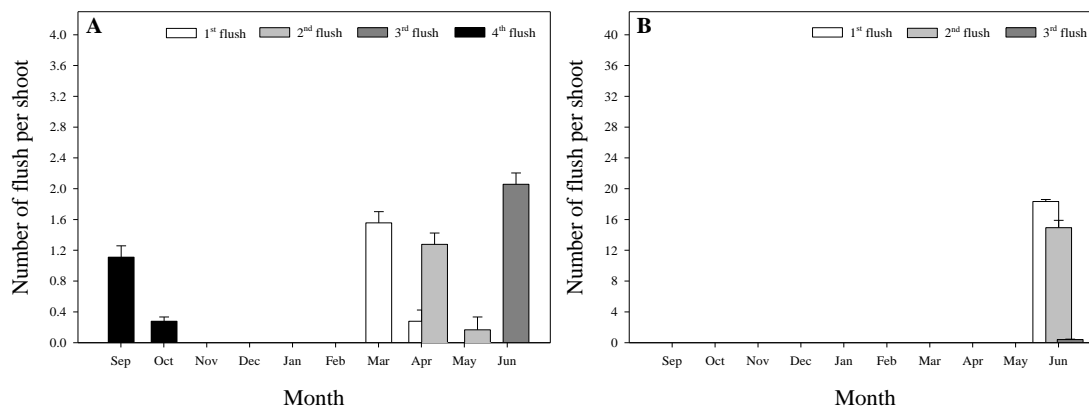 A
1st flush 2nd flush 3rd flush 4th flush
Number of flush per shoot
4.0
3.6
3.2
2.8
2.4
2.0
1.6
1.2
0.8
0.4
0.0
Sep Oct Nov Dec Jan Feb Mar Apr May Jun
Month
B
1st flush 2nd flush 3rd flush
Number of flush per shoot
40
36
32
28
24
20
16
12
8
4
0
Sep Oct Nov Dec Jan Feb Mar Apr May Jun
Month